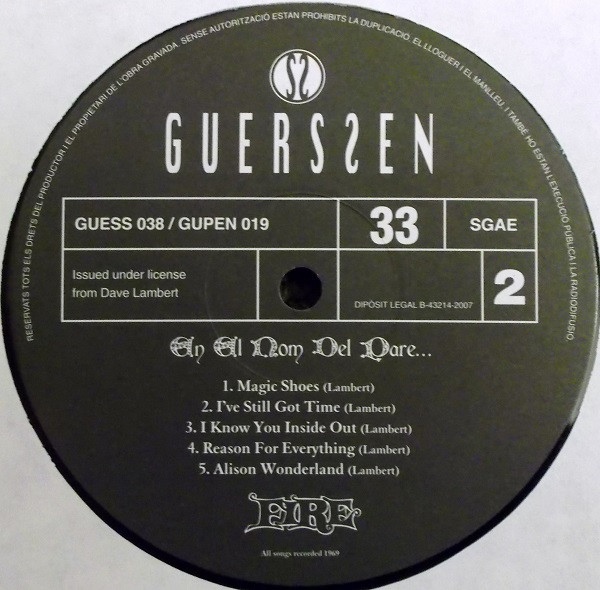 RESERVATS TOTS ELS DRETS DEL PRODUCTOR I EL PROPIETARI DE L'OBRA GRAVADA. SENSE AUTORITZACIÓ ESTAN PROHIBITS LA DUPLICACIO, EL LLOGUER I EL MANLLEU, I TAMBÉ HO ESTAN L'EXECUCIÓ PÚBLICA I LA RADIODIFUSIO.
GUERSSEN
GUESS 038 / GUPEN 019
33
SGAE
Issued under license
from Dave Lambert
DIPÒSIT LEGAL B-43214-2007
2
En El Nom Del Pare...
1. Magic Shoes (Lambert)
2. I've Still Got Time (Lambert)
3. I Know You Inside Out (Lambert)
4. Reason For Everything (Lambert)
5. Alison Wonderland (Lambert)
FIRE
All songs recorded 1969